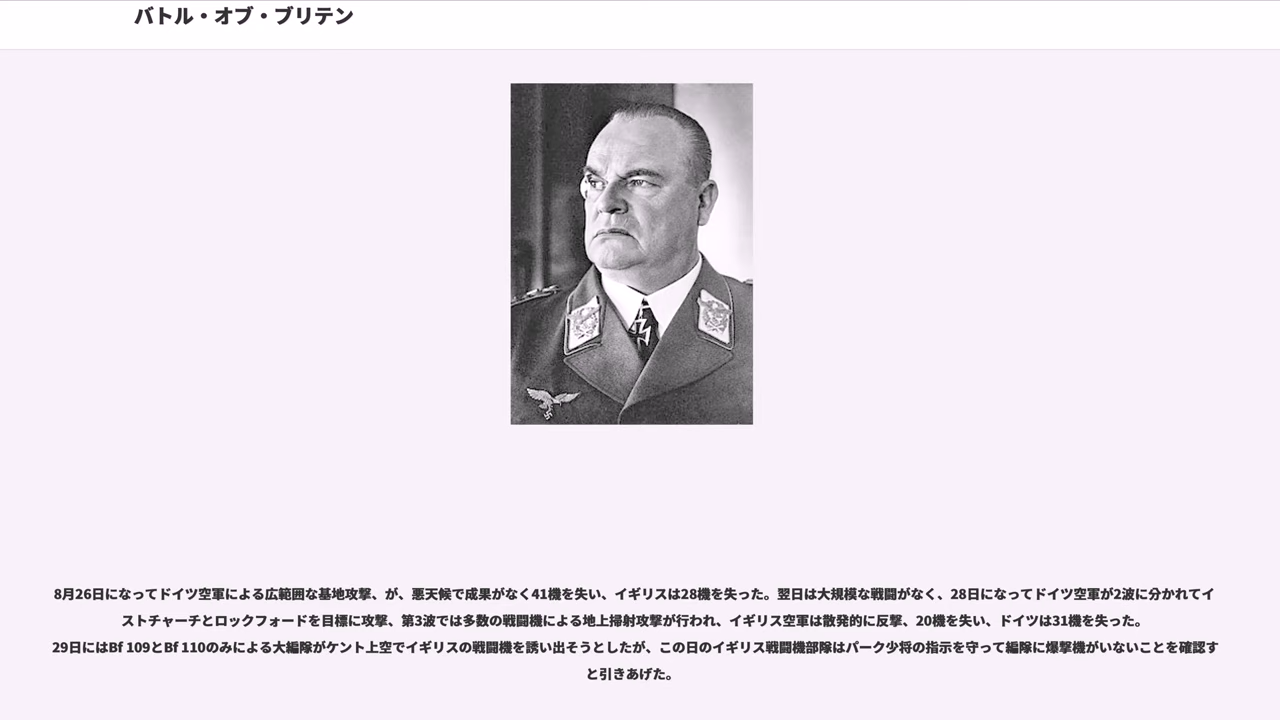 バトル・オブ・ブリテン
8月26日になってドイツ空軍による広範囲な基地攻撃、が、悪天候で成果がなく41機を失い、イギリスは28機を失った。翌日は大規模な戦闘がなく、28日になってドイツ空軍が2波に分かれてイ
ストチャーチとロックフォードを目標に攻撃、第3波では多数の戦闘機による地上掃射攻撃が行われ、イギリス空軍は散発的に反撃、20機を失い、ドイツは31機を失った。
29日にはBf 109とBf 110のみによる大編隊がケント上空でイギリスの戦闘機を誘い出そうとしたが、この日のイギリス戦闘機部隊はパーク少将の指示を守って編隊に爆撃機がいないことを確認す
と引きあげた。